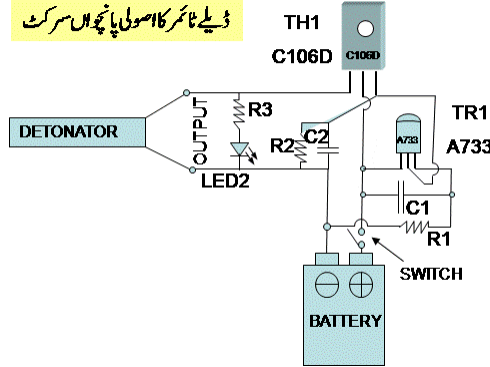 ڈیلے ٹائمر کا اصولی پانچواں سرکٹ
TH1
C106D
C106D
TR1
A733
A733
DETONATOR
OUTPUT
R3
LED2
R2
C2
C1
R1
SWITCH
− +
BATTERY